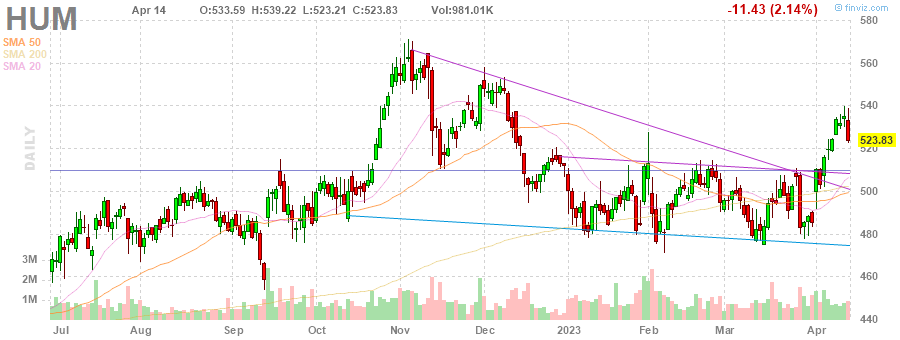 HUM Apr 14 O:533.59 H:539.22 L:523.21 C:523.83 Vol:981.01K -11.43 (2.14%)
© finviz.com
SMA 50
SMA 200
SMA 20
DAILY
580
560
540
523.83
520
500
480
460
440
3M
2M
1M
Jul Aug Sep Oct Nov Dec 2023 Feb Mar Apr